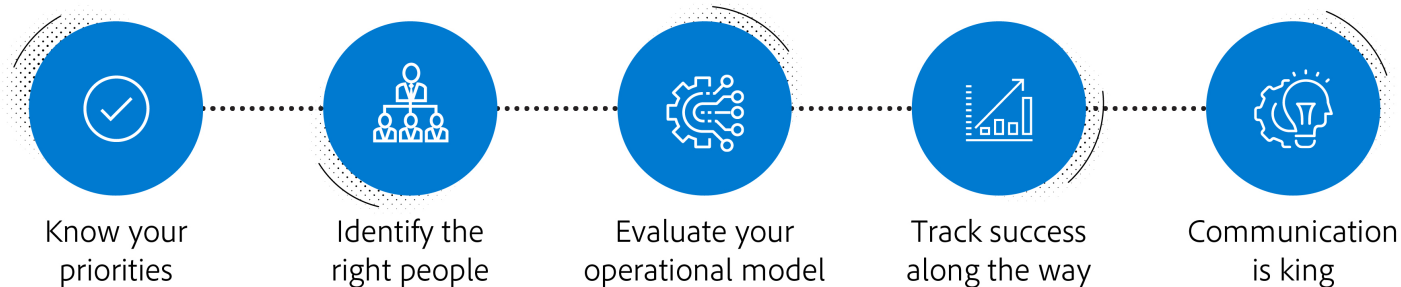 Know your
priorities
Identify the
right people
Evaluate your
operational model
Track success
along the way
Communication
is king